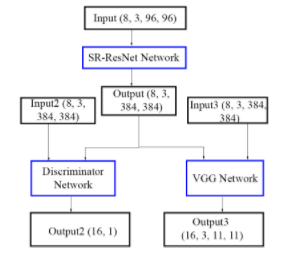 Input (8, 3, 96, 96)
SR-ResNet Network
Output (8, 3,
384, 384)
Input2 (8, 3,
384, 384)
Input3 (8, 3, 384,
384)
Discriminator
Network
VGG Network
Output2 (16, 1)
Output3
(16, 3, 11, 11)